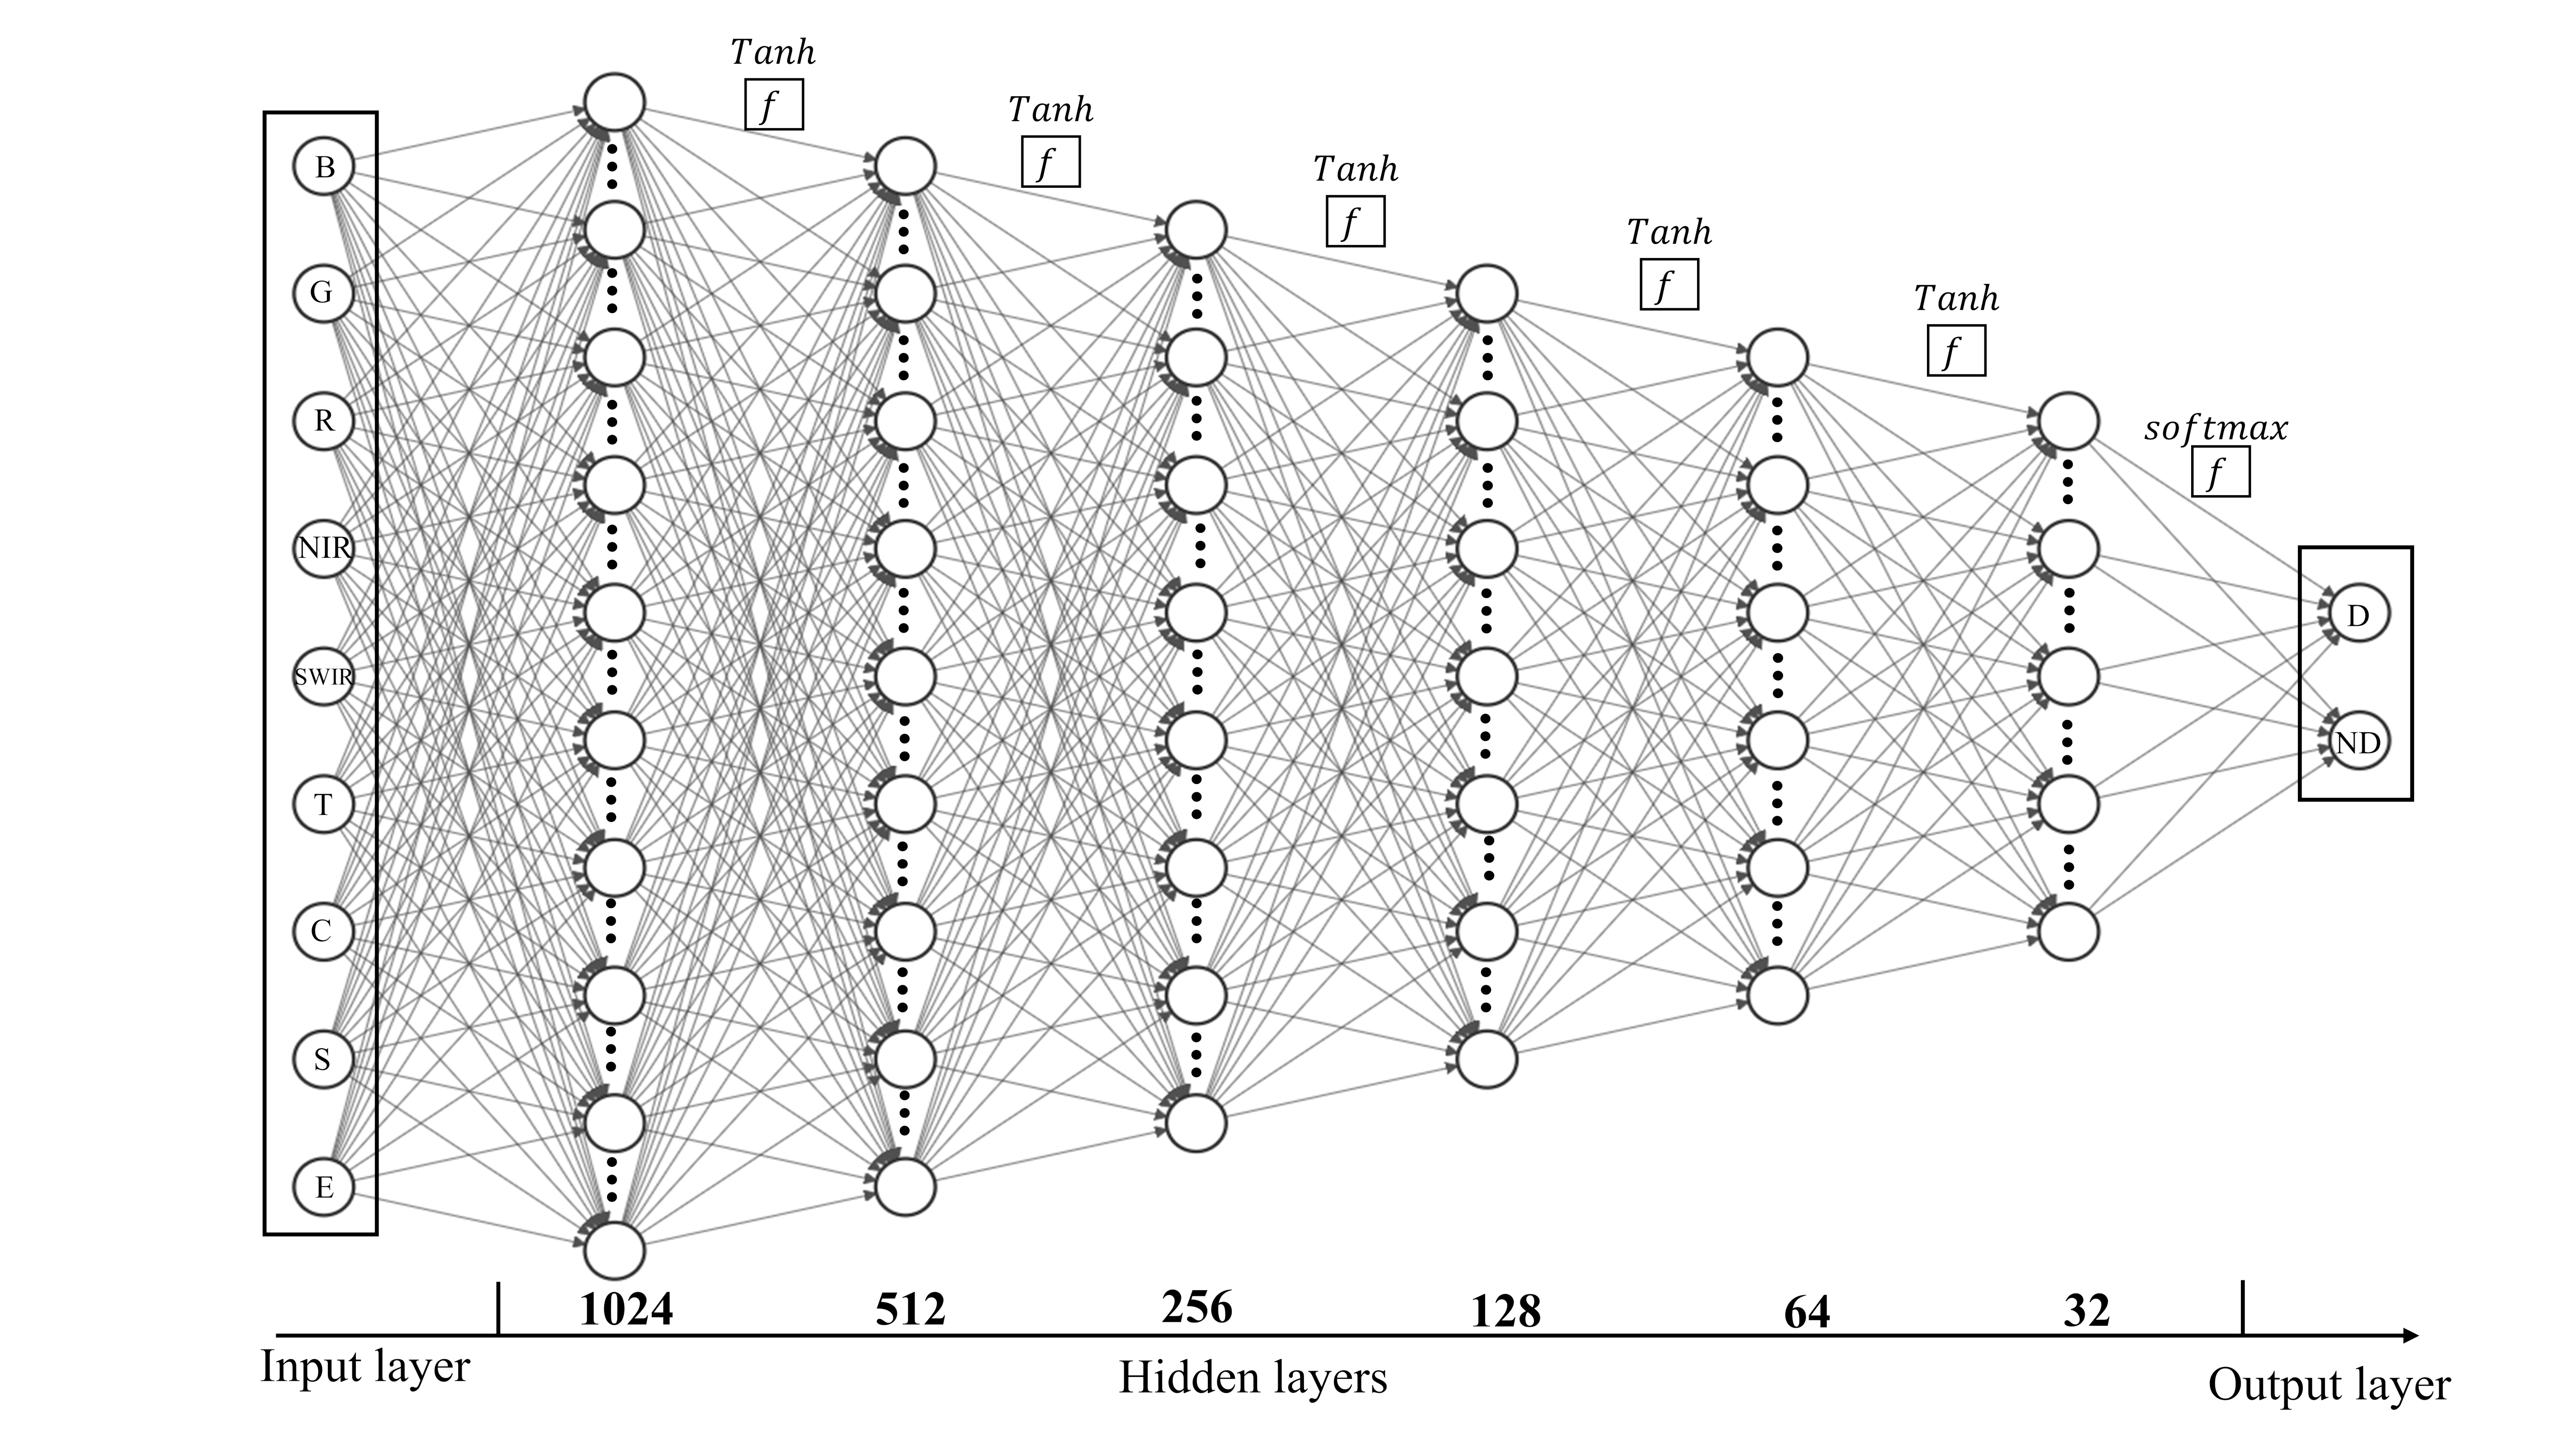 Tanh
f
Tanh
f
Tanh
f
Tanh
f
Tanh
f
softmax
f
B
G
R
NIR
SWIR
T
C
S
E
D
ND
1024 512 256 128 64 32
Input layer Hidden layers Output layer